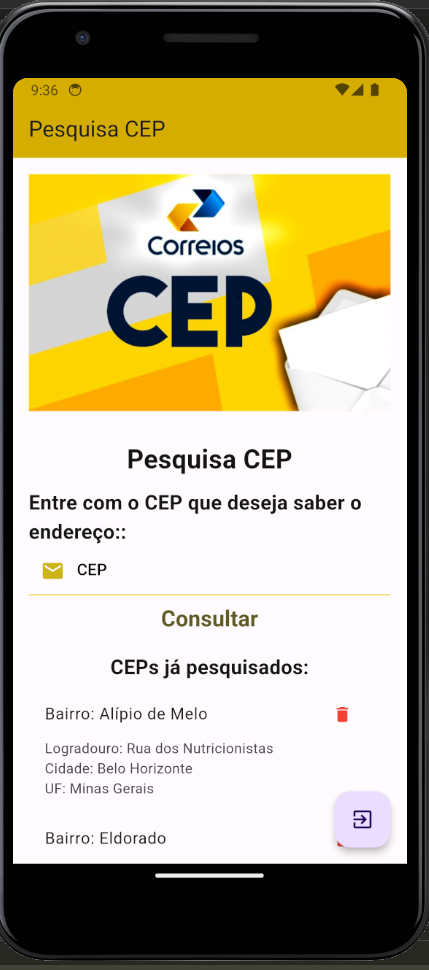 9:36
Pesquisa CEP
Correios
CEP
Pesquisa CEP
Entre com o CEP que deseja saber o
endereço::
CEP
Consultar
CEPs já pesquisados:
Bairro: Alípio de Melo
Logradouro: Rua dos Nutricionistas
Cidade: Belo Horizonte
UF: Minas Gerais
Bairro: Eldorado